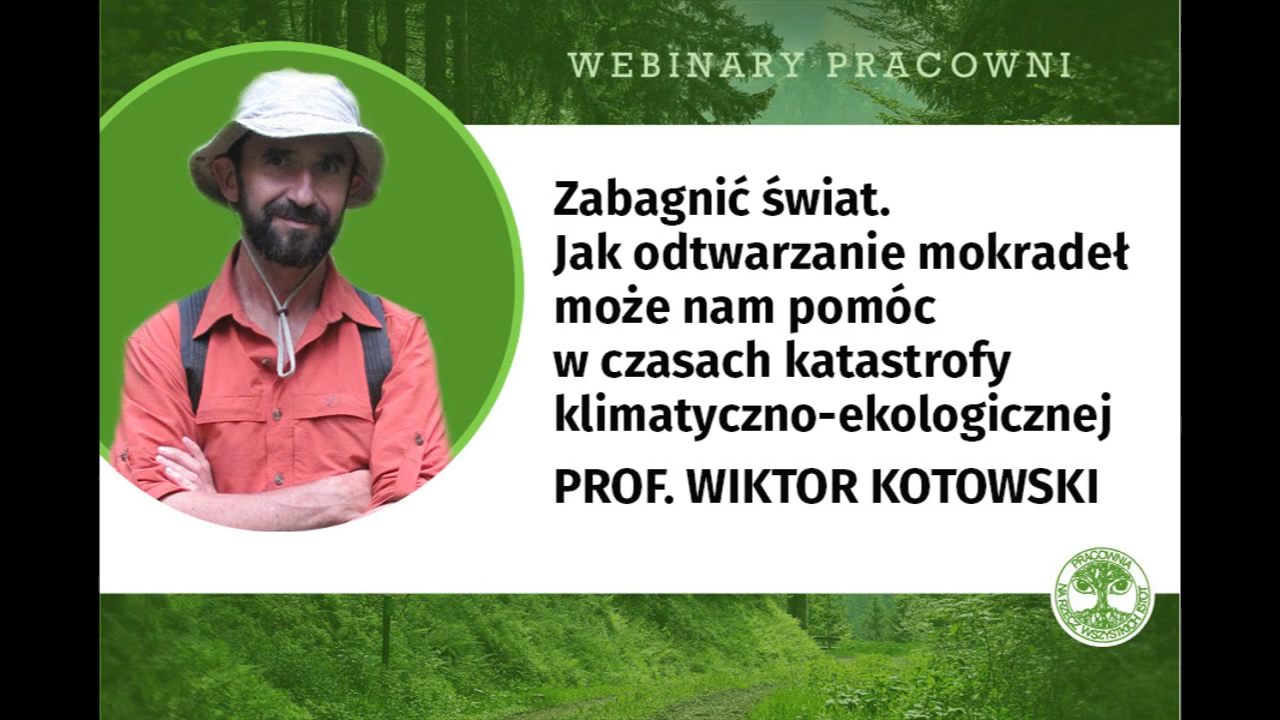 WEBINARY PRACOWNI
Zabagnić świat.
Jak odtwarzanie mokradeł
może nam pomóc
w czasach katastrofy
klimatyczno-ekologicznej
PROF. WIKTOR KOTOWSKI
PRACOWNIA
NA RZECZ WSZYSTKICH ISTOT